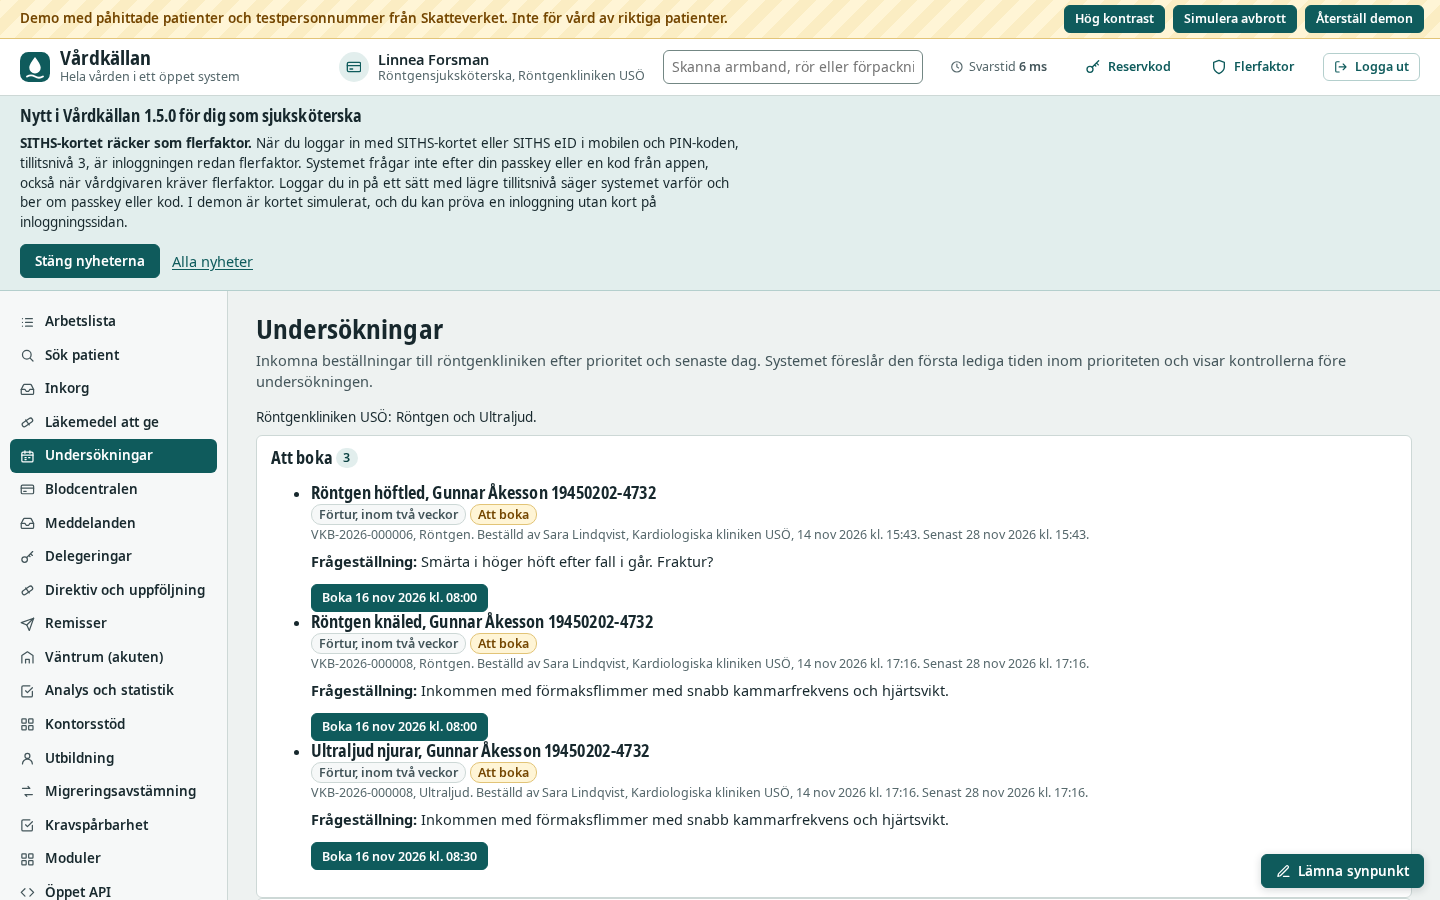 Demo med påhittade patienter och testpersonnummer från Skatteverket. Inte för vård av riktiga patienter.
Hög kontrast
Simulera avbrott
Återställ demon
Vårdkällan
Hela vården i ett öppet system
Linnea Forsman
Röntgensjuksköterska, Röntgenkliniken USÖ
Skanna armband, rör eller förpackni
Svarstid 6 ms
Reservkod
Flerfaktor
Logga ut
Nytt i Vårdkällan 1.5.0 för dig som sjuksköterska
SITHS-kortet räcker som flerfaktor. När du loggar in med SITHS-kortet eller SITHS eID i mobilen och PIN-koden,
tillitsnivå 3, är inloggningen redan flerfaktor. Systemet frågar inte efter din passkey eller en kod från appen,
också när vårdgivaren kräver flerfaktor. Loggar du in på ett sätt med lägre tillitsnivå säger systemet varför och
ber om passkey eller kod. I demon är kortet simulerat, och du kan pröva en inloggning utan kort på
inloggningssidan.
Stäng nyheterna
Alla nyheter
Arbetslista
Sök patient
Inkorg
Läkemedel att ge
Undersökningar
Blodcentralen
Meddelanden
Delegeringar
Direktiv och uppföljning
Remisser
Väntrum (akuten)
Analys och statistik
Kontorsstöd
Utbildning
Migreringsavstämning
Kravspårbarhet
Moduler
Öppet API
Undersökningar
Inkomna beställningar till röntgenkliniken efter prioritet och senaste dag. Systemet föreslår den första lediga tiden inom prioriteten och visar kontrollerna före
undersökningen.
Röntgenkliniken USÖ: Röntgen och Ultraljud.
Att boka 3
Röntgen höftled, Gunnar Åkesson 19450202-4732
Förtur, inom två veckor Att boka
VKB-2026-000006, Röntgen. Beställd av Sara Lindqvist, Kardiologiska kliniken USÖ, 14 nov 2026 kl. 15:43. Senast 28 nov 2026 kl. 15:43.
Frågeställning: Smärta i höger höft efter fall i går. Fraktur?
Boka 16 nov 2026 kl. 08:00
Röntgen knäled, Gunnar Åkesson 19450202-4732
Förtur, inom två veckor Att boka
VKB-2026-000008, Röntgen. Beställd av Sara Lindqvist, Kardiologiska kliniken USÖ, 14 nov 2026 kl. 17:16. Senast 28 nov 2026 kl. 17:16.
Frågeställning: Inkommen med förmaksflimmer med snabb kammarfrekvens och hjärtsvikt.
Boka 16 nov 2026 kl. 08:00
Ultraljud njurar, Gunnar Åkesson 19450202-4732
Förtur, inom två veckor Att boka
VKB-2026-000008, Ultraljud. Beställd av Sara Lindqvist, Kardiologiska kliniken USÖ, 14 nov 2026 kl. 17:16. Senast 28 nov 2026 kl. 17:16.
Frågeställning: Inkommen med förmaksflimmer med snabb kammarfrekvens och hjärtsvikt.
Boka 16 nov 2026 kl. 08:30
Lämna synpunkt